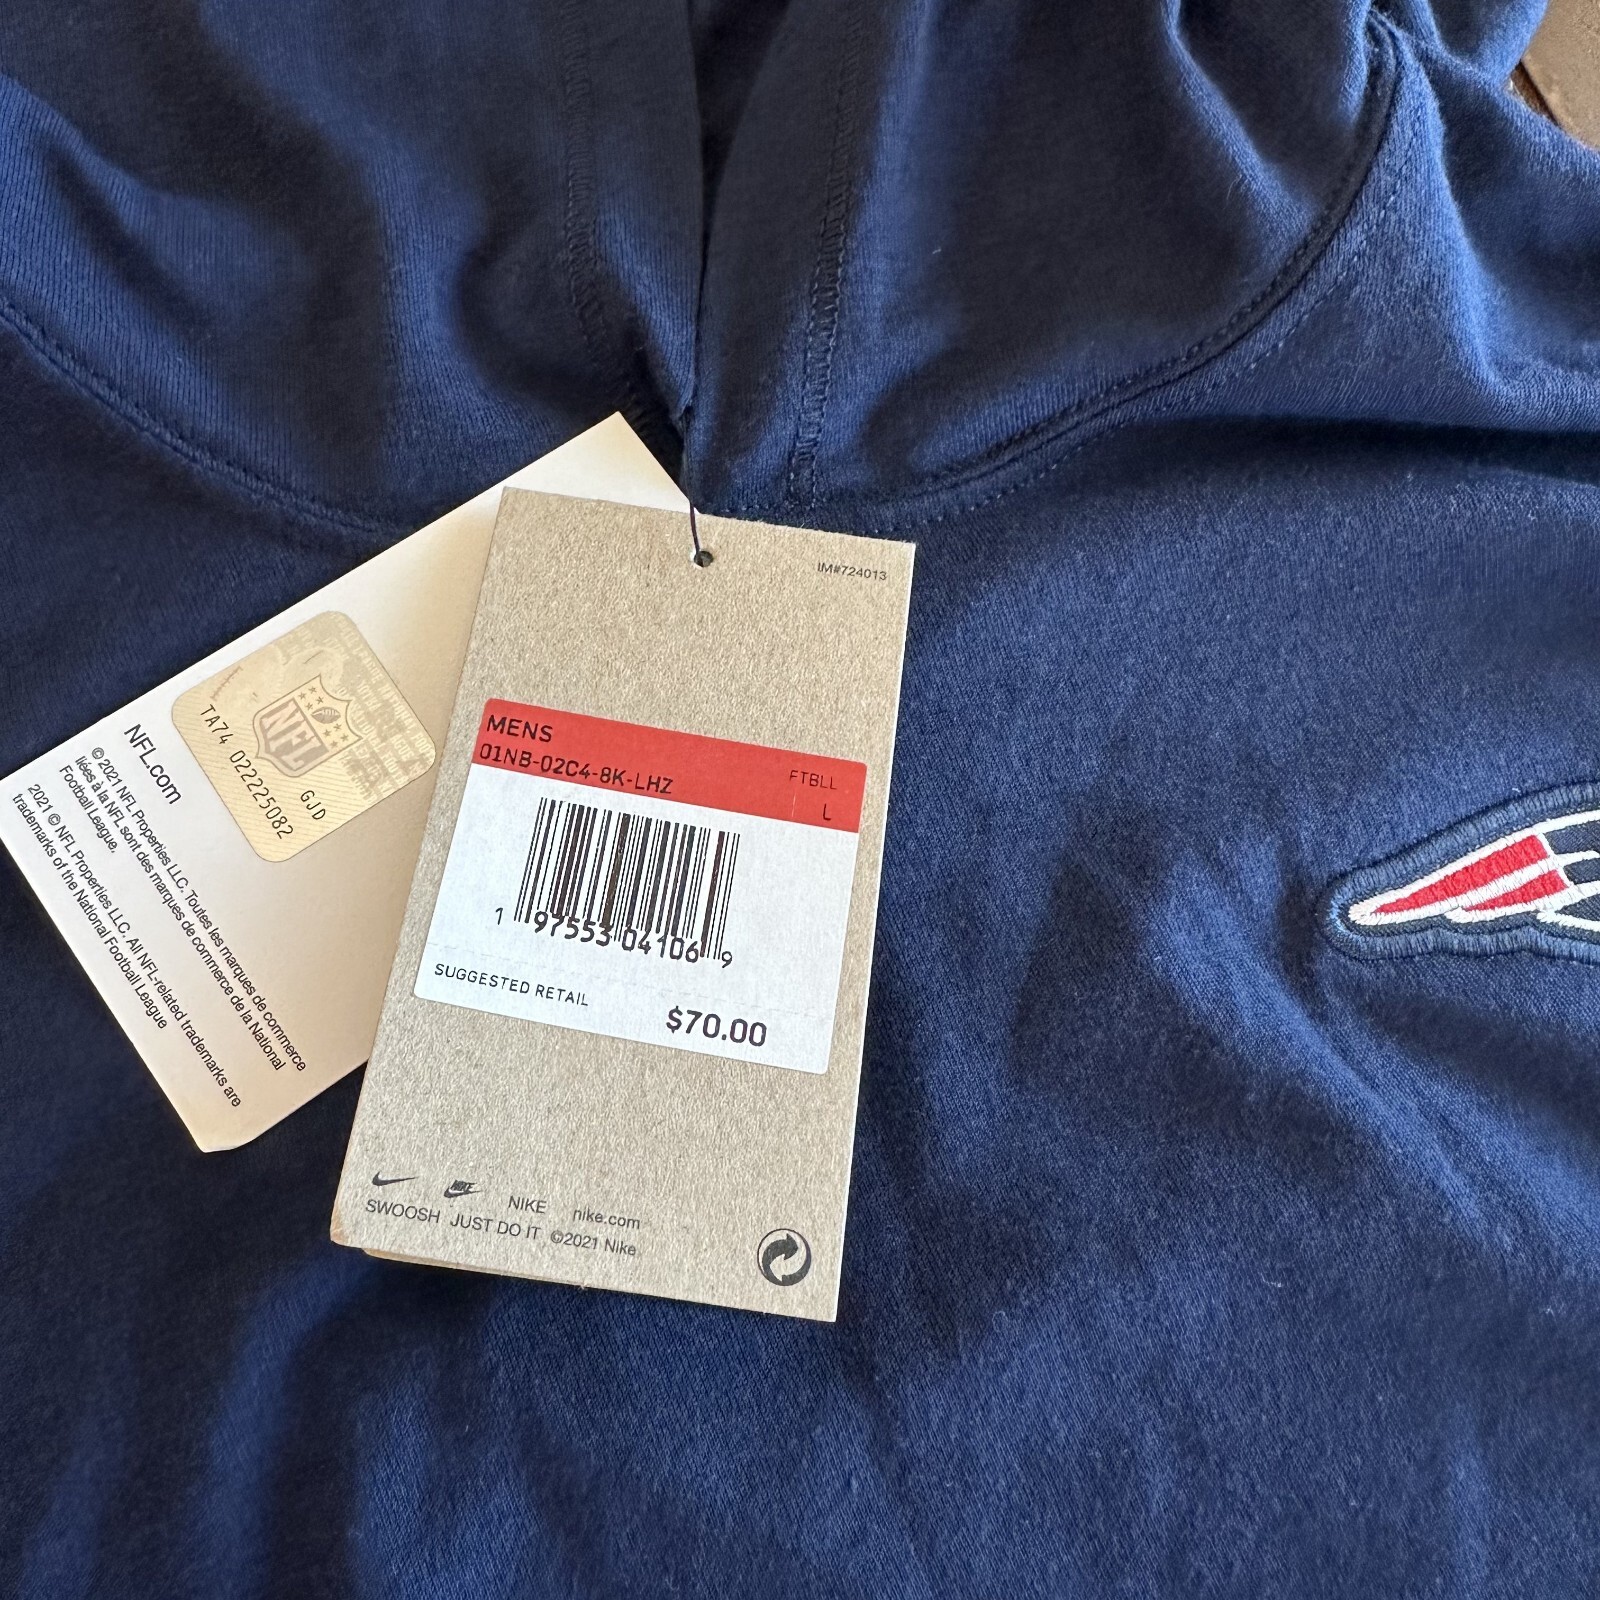 IM#724013
MENS
01NB-02C4-8K-LHZ
FTBLL
L
1 97553 04106 9
SUGGESTED RETAIL
$70.00
NIKE nike.com
SWOOSH JUST DO IT ©2021 Nike
NFL
TA74 022225082
GJD
NFL.com
© 2021 NFL Properties LLC. Toutes les marques de commerce
liées à la NFL sont des marques de commerce de la National
Football League.
2021 © NFL Properties LLC. All NFL-related trademarks are
trademarks of the National Football League